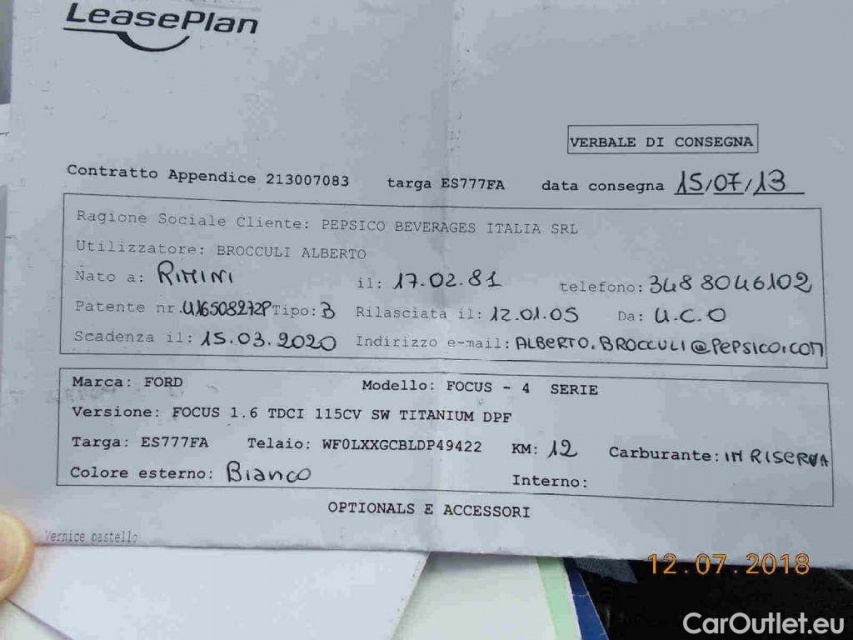 LeasePlan
VERBALE DI CONSEGNA
Contratto Appendice 213007083 targa ES777FA data consegna 15/07/13
Ragione Sociale Cliente: PEPSICO BEVERAGES ITALIA SRL
Utilizzatore: BROCCULI ALBERTO
Nato a: RIMINI il: 17.02.81 telefono: 348 8046102
Patente nr. U16508272P Tipo: B Rilasciata il: 12.01.05 Da: U.C.O
Scadenza il: 15.03.2020 Indirizzo e-mail: ALBERTO.BROCCULI@PEPSICO.COM
Marca: FORD Modello: FOCUS - 4 SERIE
Versione: FOCUS 1.6 TDCI 115CV SW TITANIUM DPF
Targa: ES777FA Telaio: WF0LXXGCBLDP49422 KM: 12 Carburante: IN RISERVA
Colore esterno: Bianco Interno:
OPTIONALS E ACCESSORI
Vernice pastello
12.07.2018
CarOutlet.eu